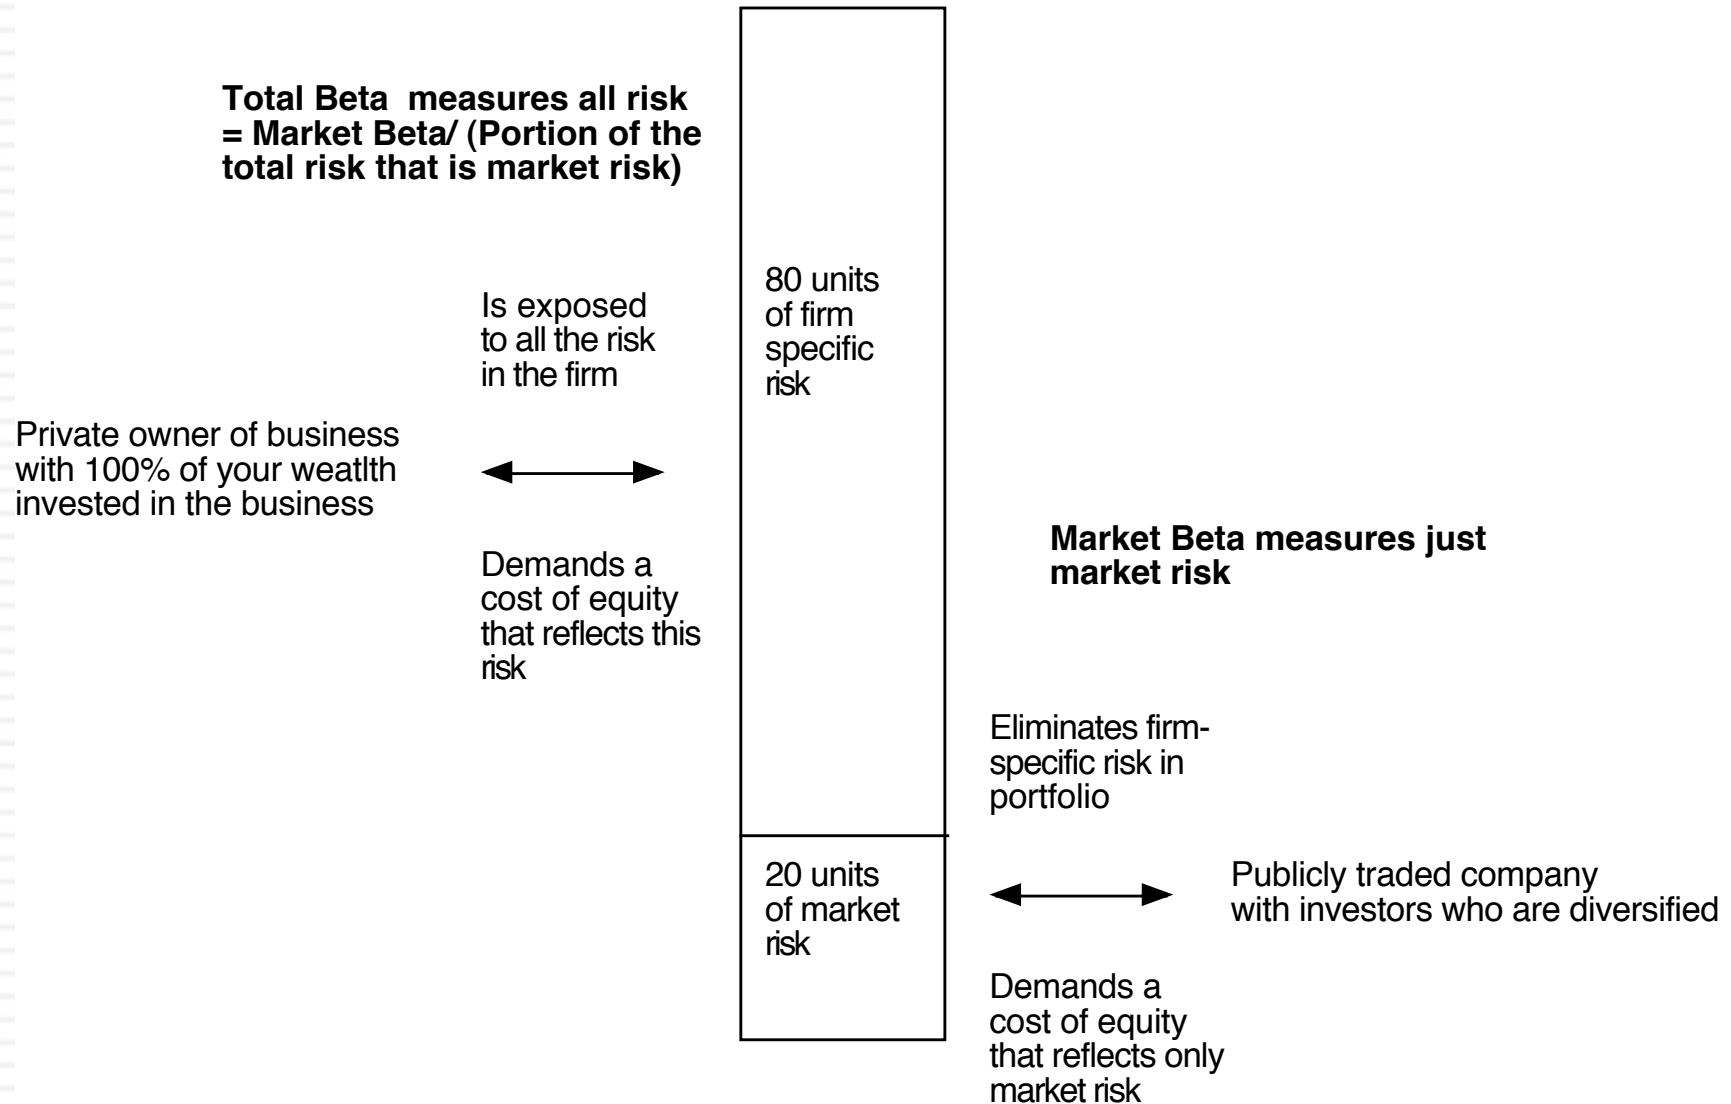 Total Beta measures all risk
= Market Beta/ (Portion of the
total risk that is market risk)
80 units
of firm
specific
risk
Is exposed
to all the risk
in the firm
Private owner of business
with 100% of your weatlth
invested in the business
Demands a
cost of equity
that reflects this
risk
Market Beta measures just
market risk
Eliminates firm-
specific risk in
portfolio
20 units
of market
risk
Publicly traded company
with investors who are diversified
Demands a
cost of equity
that reflects only
market risk